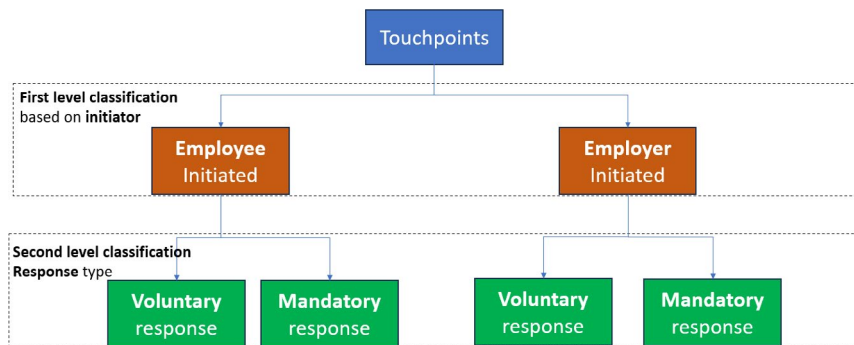 Touchpoints
First level classification
based on initiator
Employee
Initiated
Employer
Initiated
Second level classification
Response type
Voluntary
response
Mandatory
response
Voluntary
response
Mandatory
response